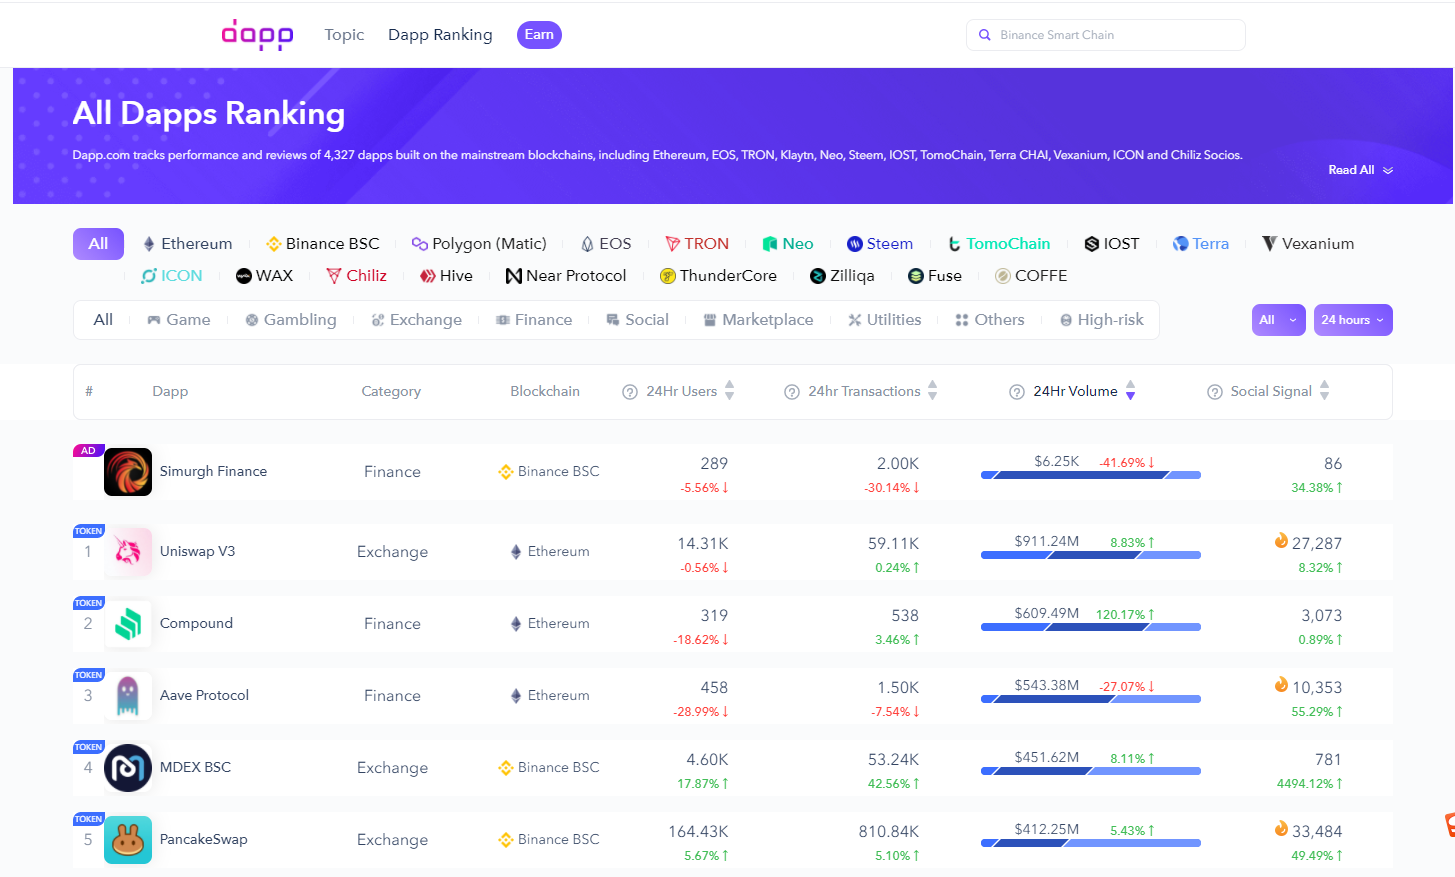 dapp Topic Dapp Ranking Earn Binance Smart Chain
All Dapps Ranking
Dapp.com tracks performance and reviews of 4,327 dapps built on the mainstream blockchains, including Ethereum, EOS, TRON, Klaytn, Neo, Steem, IOST, TomoChain, Terra CHAI, Vexanium, ICON and Chiliz Socios.
Read All
All Ethereum Binance BSC Polygon (Matic) EOS TRON Neo Steem TomoChain IOST Terra Vexanium
ICON WAX Chiliz Hive Near Protocol ThunderCore Zilliqa Fuse COFFE
All Game Gambling Exchange Finance Social Marketplace Utilities Others High-risk All 24 hours
# Dapp Category Blockchain ? 24Hr Users ? 24hr Transactions ? 24Hr Volume ? Social Signal
AD
Simurgh Finance Finance Binance BSC 289 2.00K $6.25K -41.69%↓ 86
-5.56%↓ -30.14%↓ 34.38%↑
TOKEN
1 Uniswap V3 Exchange Ethereum 14.31K 59.11K $911.24M 8.83%↑ 27,287
-0.56%↓ 0.24%↑ 8.32%↑
TOKEN
2 Compound Finance Ethereum 319 538 $609.49M 120.17%↑ 3,073
-18.62%↓ 3.46%↑ 0.89%↑
TOKEN
3 Aave Protocol Finance Ethereum 458 1.50K $543.38M -27.07%↓ 10,353
-28.99%↓ -7.54%↓ 55.29%↑
TOKEN
4 MDEX BSC Exchange Binance BSC 4.60K 53.24K $451.62M 8.11%↑ 781
17.87%↑ 42.56%↑ 4494.12%↑
TOKEN
5 PancakeSwap Exchange Binance BSC 164.43K 810.84K $412.25M 5.43%↑ 33,484
5.67%↑ 5.10%↑ 49.49%↑